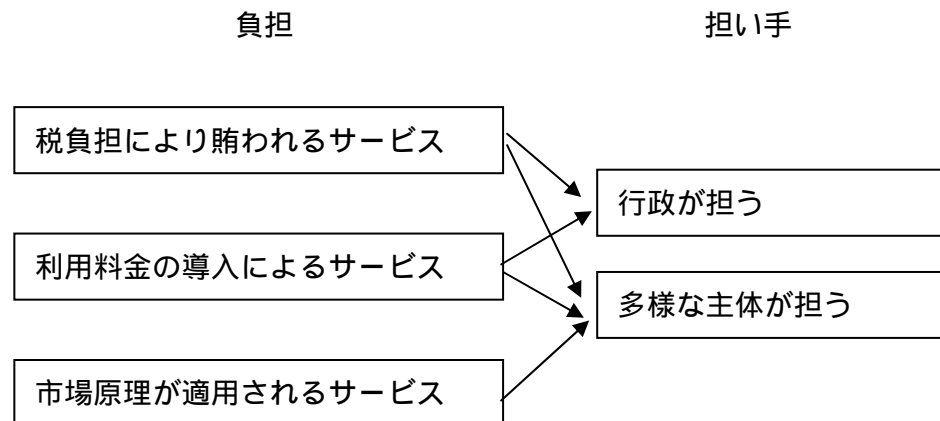 負担
担い手
税負担により賄われるサービス
行政が担う
利用料金の導入によるサービス
多様な主体が担う
市場原理が適用されるサービス